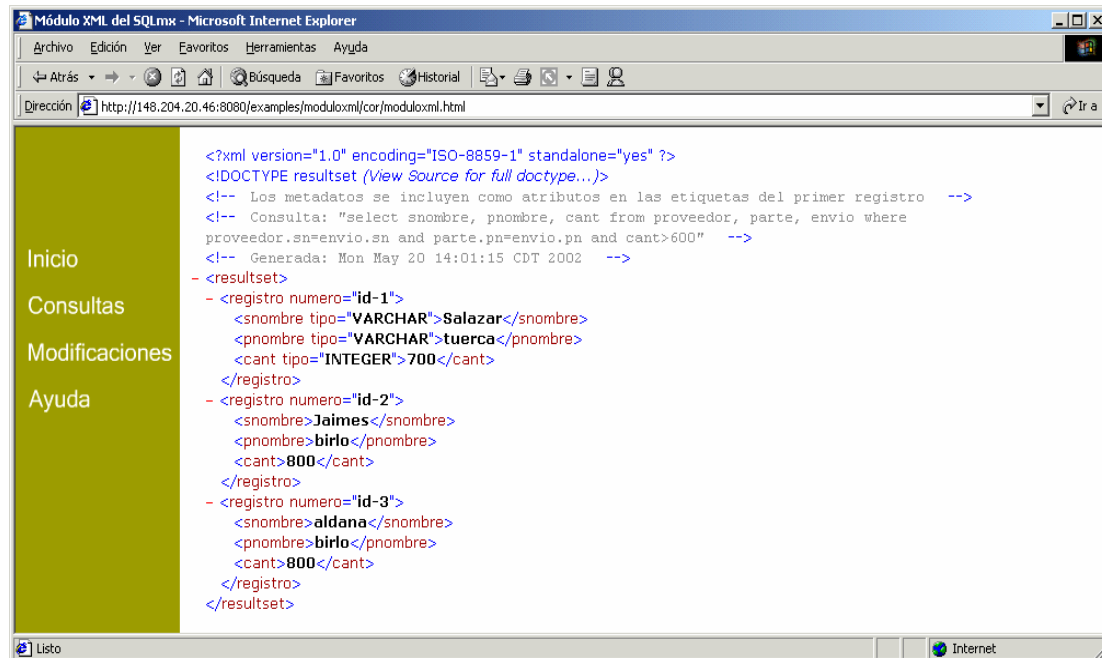 Módulo XML del SQLmx - Microsoft Internet Explorer
Archivo Edición Ver Favoritos Herramientas Ayuda
Atrás Búsqueda Favoritos Historial
Dirección http://148.204.20.46:8080/examples/moduloxml/cor/moduloxml.html Ir a
Inicio
Consultas
Modificaciones
Ayuda
<?xml version="1.0" encoding="ISO-8859-1" standalone="yes" ?>
<!DOCTYPE resultset (View Source for full doctype...)>
<!-- Los metadatos se incluyen como atributos en las etiquetas del primer registro -->
<!-- Consulta: "select snombre, pnombre, cant from proveedor, parte, envio where
proveedor.sn=envio.sn and parte.pn=envio.pn and cant>600" -->
<!-- Generada: Mon May 20 14:01:15 CDT 2002 -->
- <resultset>
- <registro numero="id-1">
<snombre tipo="VARCHAR">Salazar</snombre>
<pnombre tipo="VARCHAR">tuerca</pnombre>
<cant tipo="INTEGER">700</cant>
</registro>
- <registro numero="id-2">
<snombre>Jaimes</snombre>
<pnombre>birlo</pnombre>
<cant>800</cant>
</registro>
- <registro numero="id-3">
<snombre>aldana</snombre>
<pnombre>birlo</pnombre>
<cant>800</cant>
</registro>
</resultset>
Listo Internet